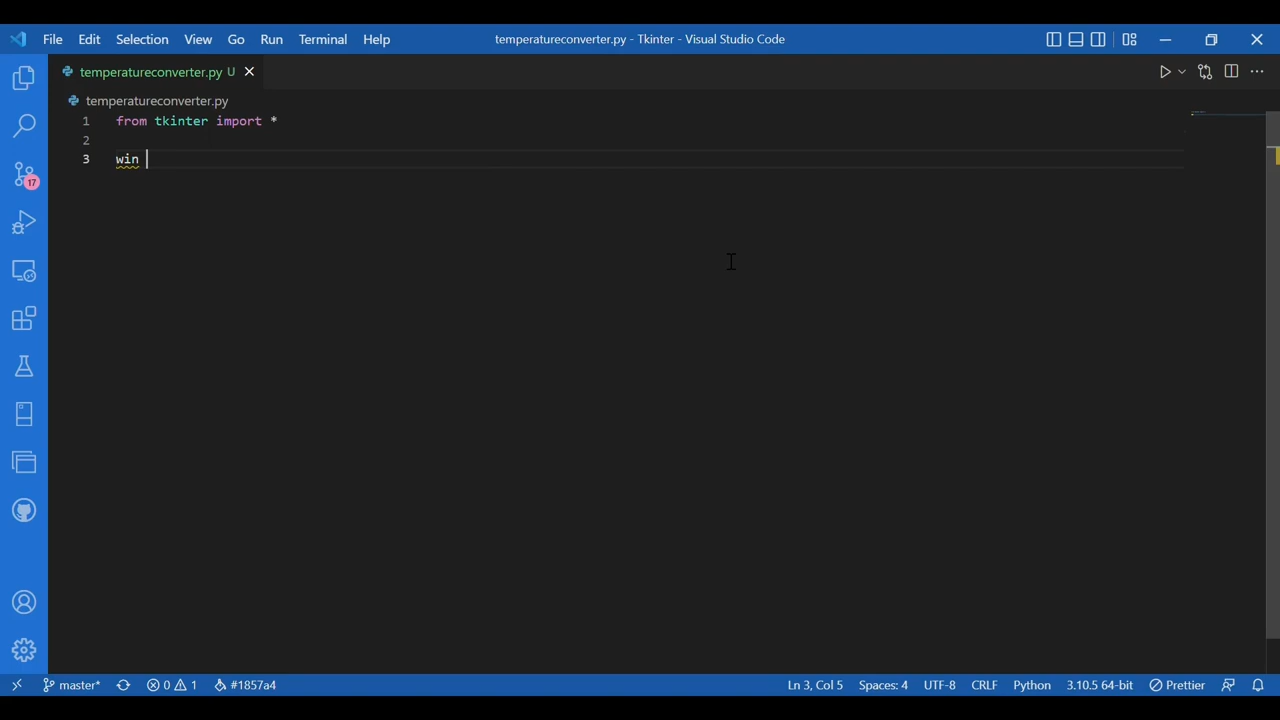 File Edit Selection View Go Run Terminal Help temperatureconverter.py - Tkinter - Visual Studio Code
temperatureconverter.py U
temperatureconverter.py
1 from tkinter import *
2
3 win
17
master* 0 1 #1857a4 Ln 3, Col 5 Spaces: 4 UTF-8 CRLF Python 3.10.5 64-bit Prettier